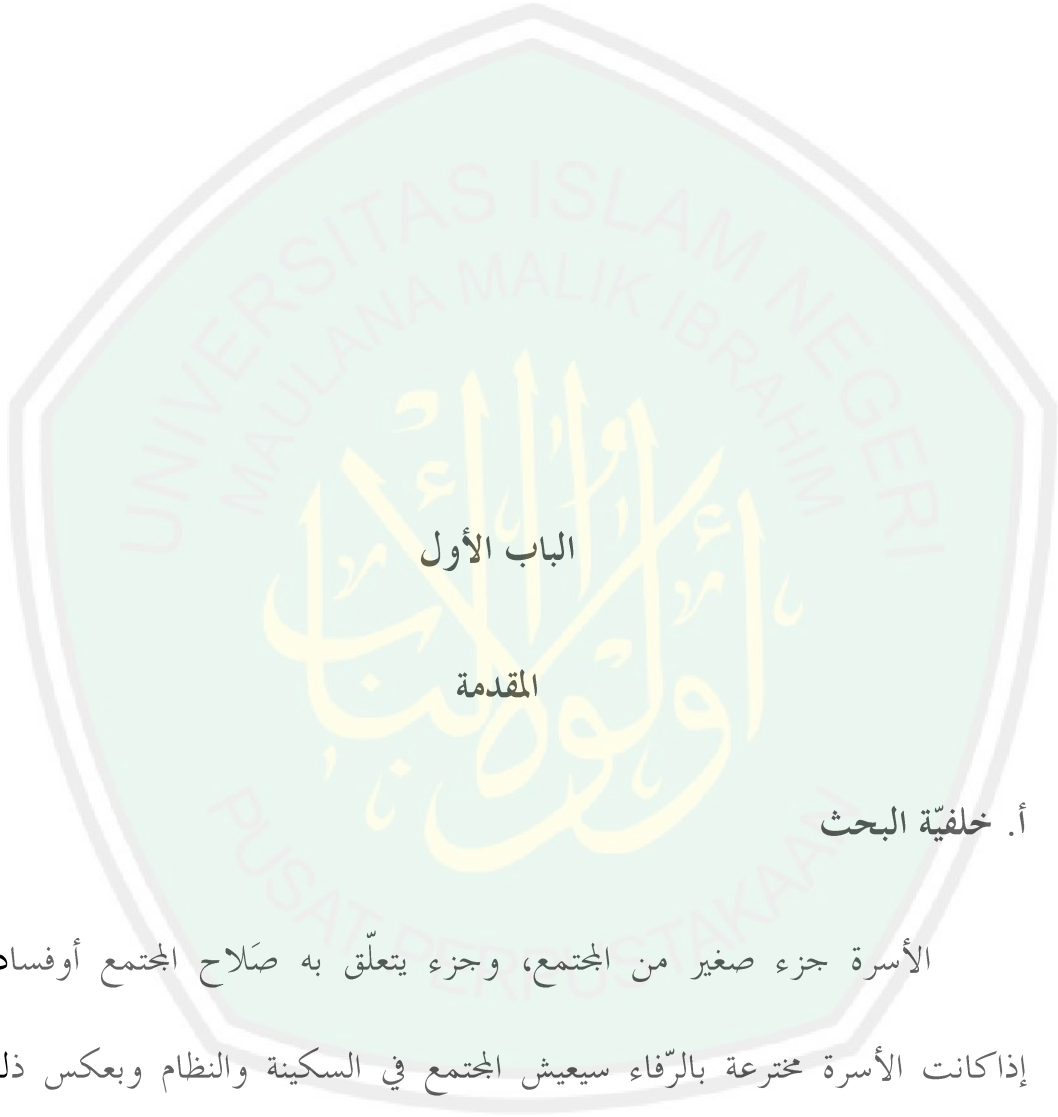 UNIVERSITAS ISLAM NEGERI
MAULANA MALIK IBRAHIM
الباب الأول
المقدمة
أ. خلفيّة البحث
الأسرة جزء صغير من المجتمع، وجزء يتعلّق به صَلاح المجتمع أوفساد
إذاكانت الأسرة مخترعة بالرّفاء سيعيش المجتمع في السكينة والنظام وبعكس
PUSAT PERPUSTAKAAN